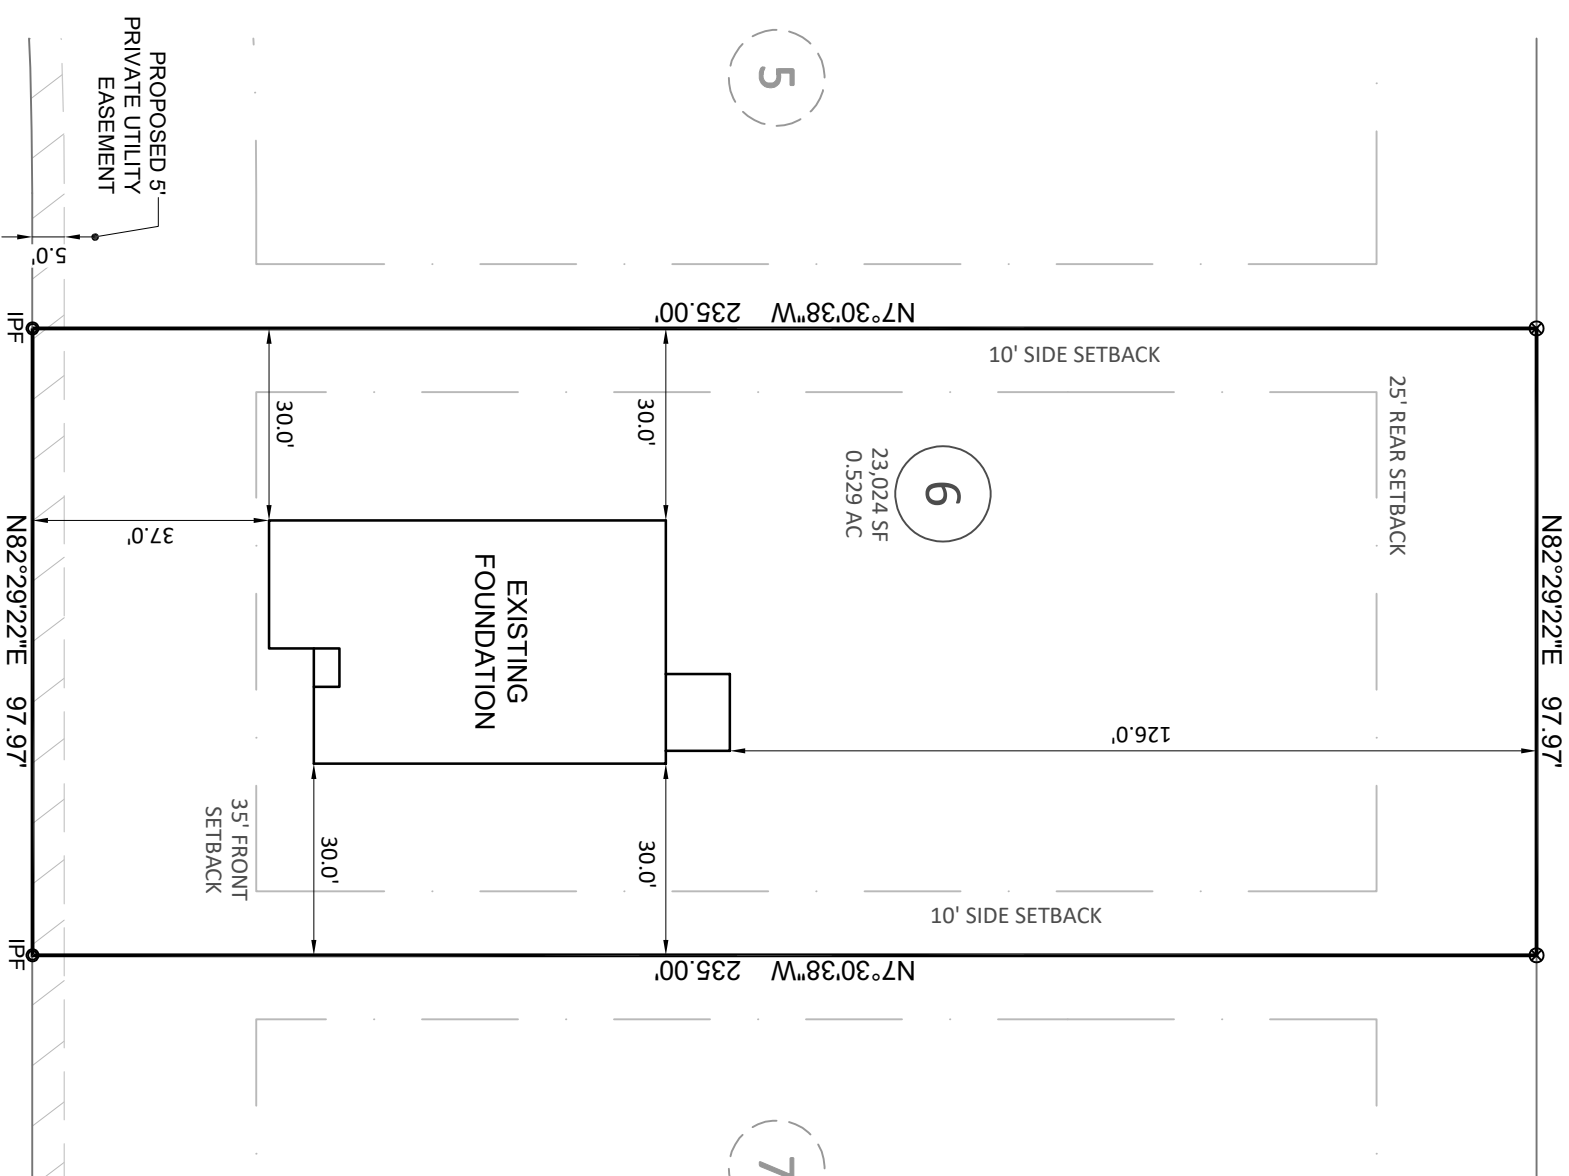 5
PROPOSED 5'
PRIVATE UTILITY
EASEMENT
5.0'
IPF
N7°30'38"W 235.00'
10' SIDE SETBACK
25' REAR SETBACK
30.0'
30.0'
6
23,024 SF
0.529 AC
37.0'
N82°29'22"E 97.97'
N82°29'22"E 97.97'
EXISTING
FOUNDATION
126.0'
35' FRONT
SETBACK
30.0'
30.0'
10' SIDE SETBACK
IPF
N7°30'38"W 235.00'
7